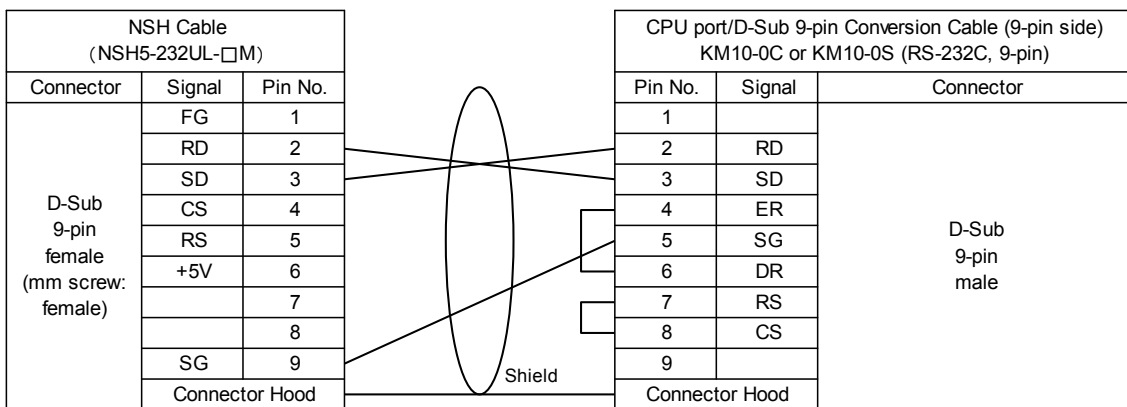 NSH Cable
(NSH5-232UL-□M)
Connector Signal Pin No.
D-Sub
9-pin
female
(mm screw:
female)
FG 1
RD 2
SD 3
CS 4
RS 5
+5V 6
7
8
SG 9
Connector Hood
Shield
CPU port/D-Sub 9-pin Conversion Cable (9-pin side)
KM10-0C or KM10-0S (RS-232C, 9-pin)
Pin No. Signal Connector
1
2 RD
3 SD
4 ER
5 SG
6 DR
7 RS
8 CS
9
Connector Hood
D-Sub
9-pin
male